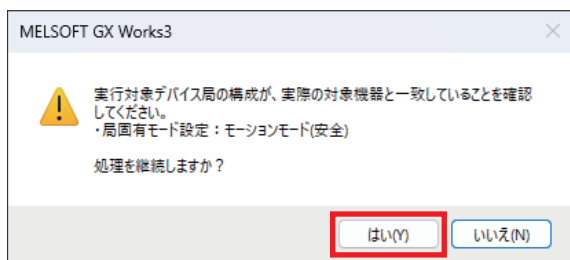 MELSOFT GX Works3
実行対象デバイス局の構成が、実際の対象機器と一致していることを確認
してください。
・局固有モード設定：モーションモード(安全)
処理を継続しますか？
はい(Y)
いいえ(N)